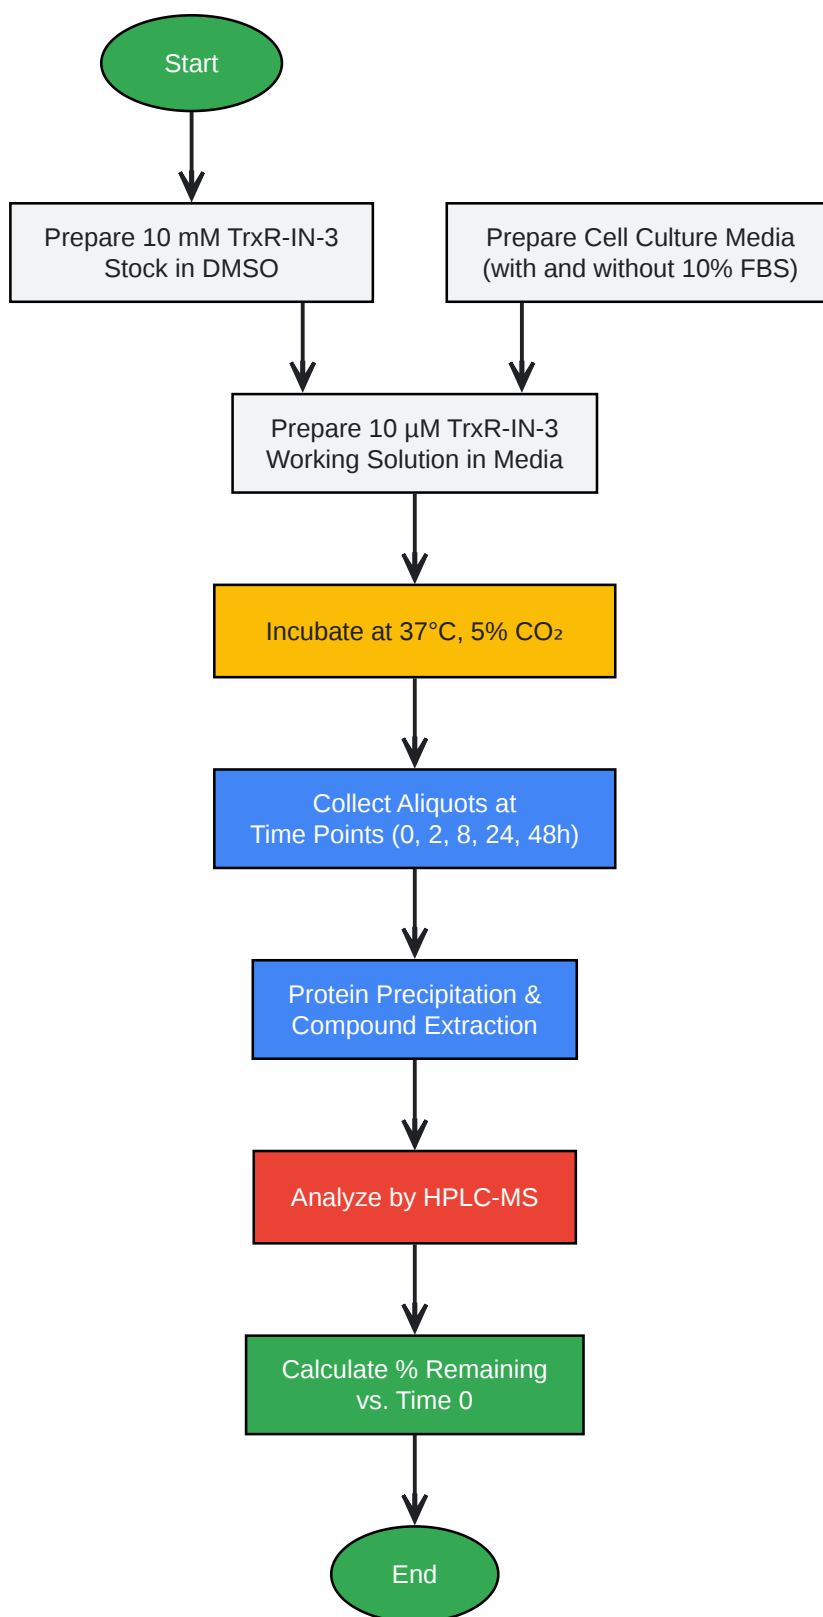 Start
Prepare 10 mM TrxR-IN-3
Stock in DMSO
Prepare Cell Culture Media
(with and without 10% FBS)
Prepare 10 µM TrxR-IN-3
Working Solution in Media
Incubate at 37°C, 5% CO₂
Collect Aliquots at
Time Points (0, 2, 8, 24, 48h)
Protein Precipitation &
Compound Extraction
Analyze by HPLC-MS
Calculate % Remaining
vs. Time 0
End